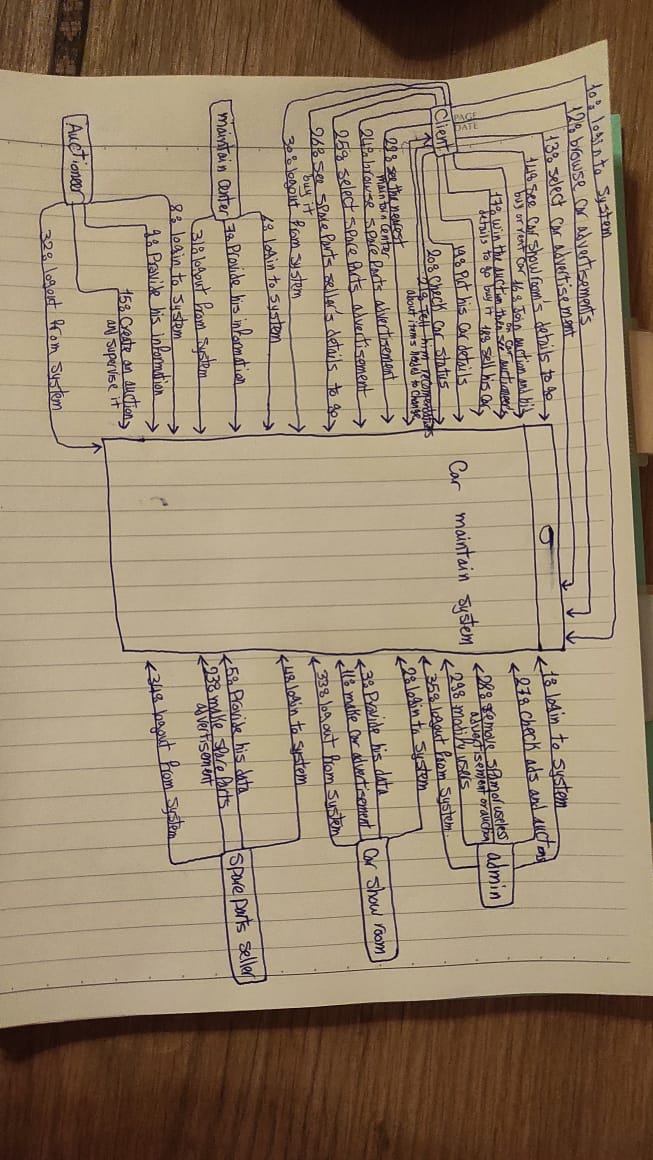 10: login to system
12: browse car advertisements
13: select car advertisement
14: see car showroom's details to go
buy or rent car
16: Join auction and bid
on car
17: win the auction then see auctioneer's
details to go buy it
18: sell his car
19: Put his car details
20: check car status
21: tell him recomendations
about items needed to change
Client
22: see the nearest
maintain center
24: browse spare parts advertisement
25: select spare parts advertisement
26: see spare parts seller's details to go
buy it
30: logout from system
6: login to system
maintain center
7: Provide his information
31: logout from system
8: login to system
9: Provide his information
15: Create an auction
and supervise it
Auctioneer
32: logout from system
0
Car maintain system
1: login to system
27: check ads and auctions
28: remove spam or useless
advertisement or auction
admin
29: modify users
35: logout from system
2: login to system
3: Provide his data
Car show room
11: make car advertisement
33: logout from system
4: login to system
5: Provide his data
spare parts seller
23: make spare parts
advertisement
34: logout from system
PAGE
DATE